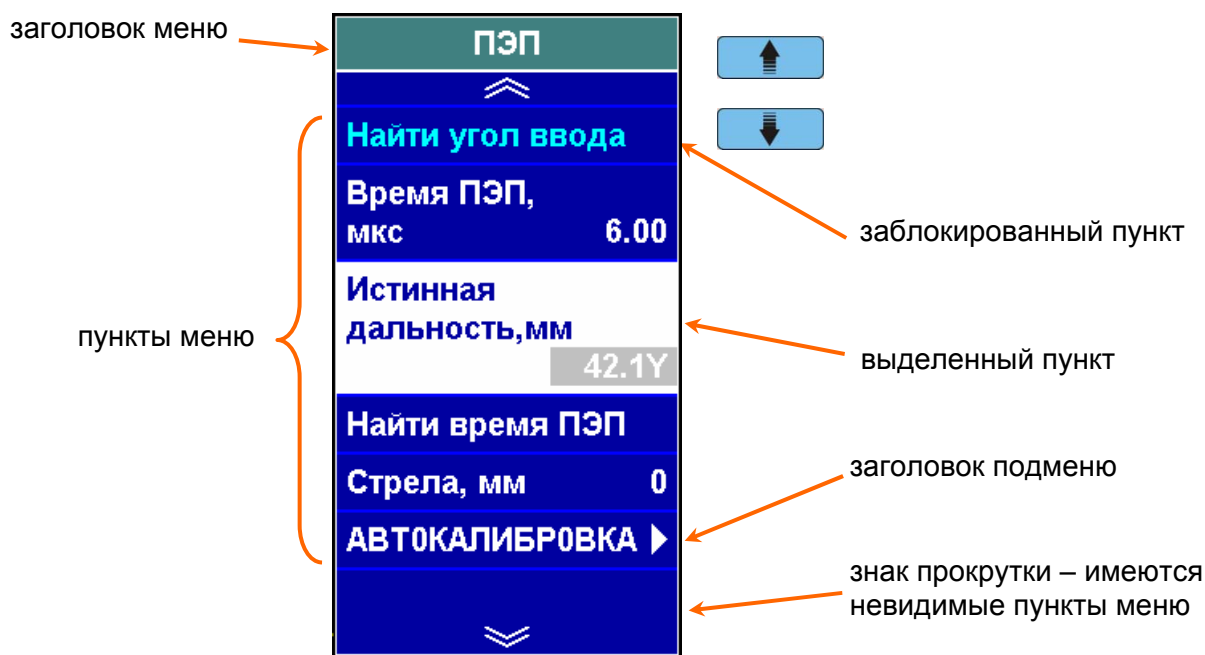 заголовок меню
ПЭП
Найти угол ввода
Время ПЭП,
мкс 6.00
заблокированный пункт
Истинная
дальность,мм
42.1Y
пункты меню
выделенный пункт
Найти время ПЭП
Стрела, мм 0
заголовок подменю
АВТ0КАЛИБР0ВКА
знак прокрутки – имеются
невидимые пункты меню